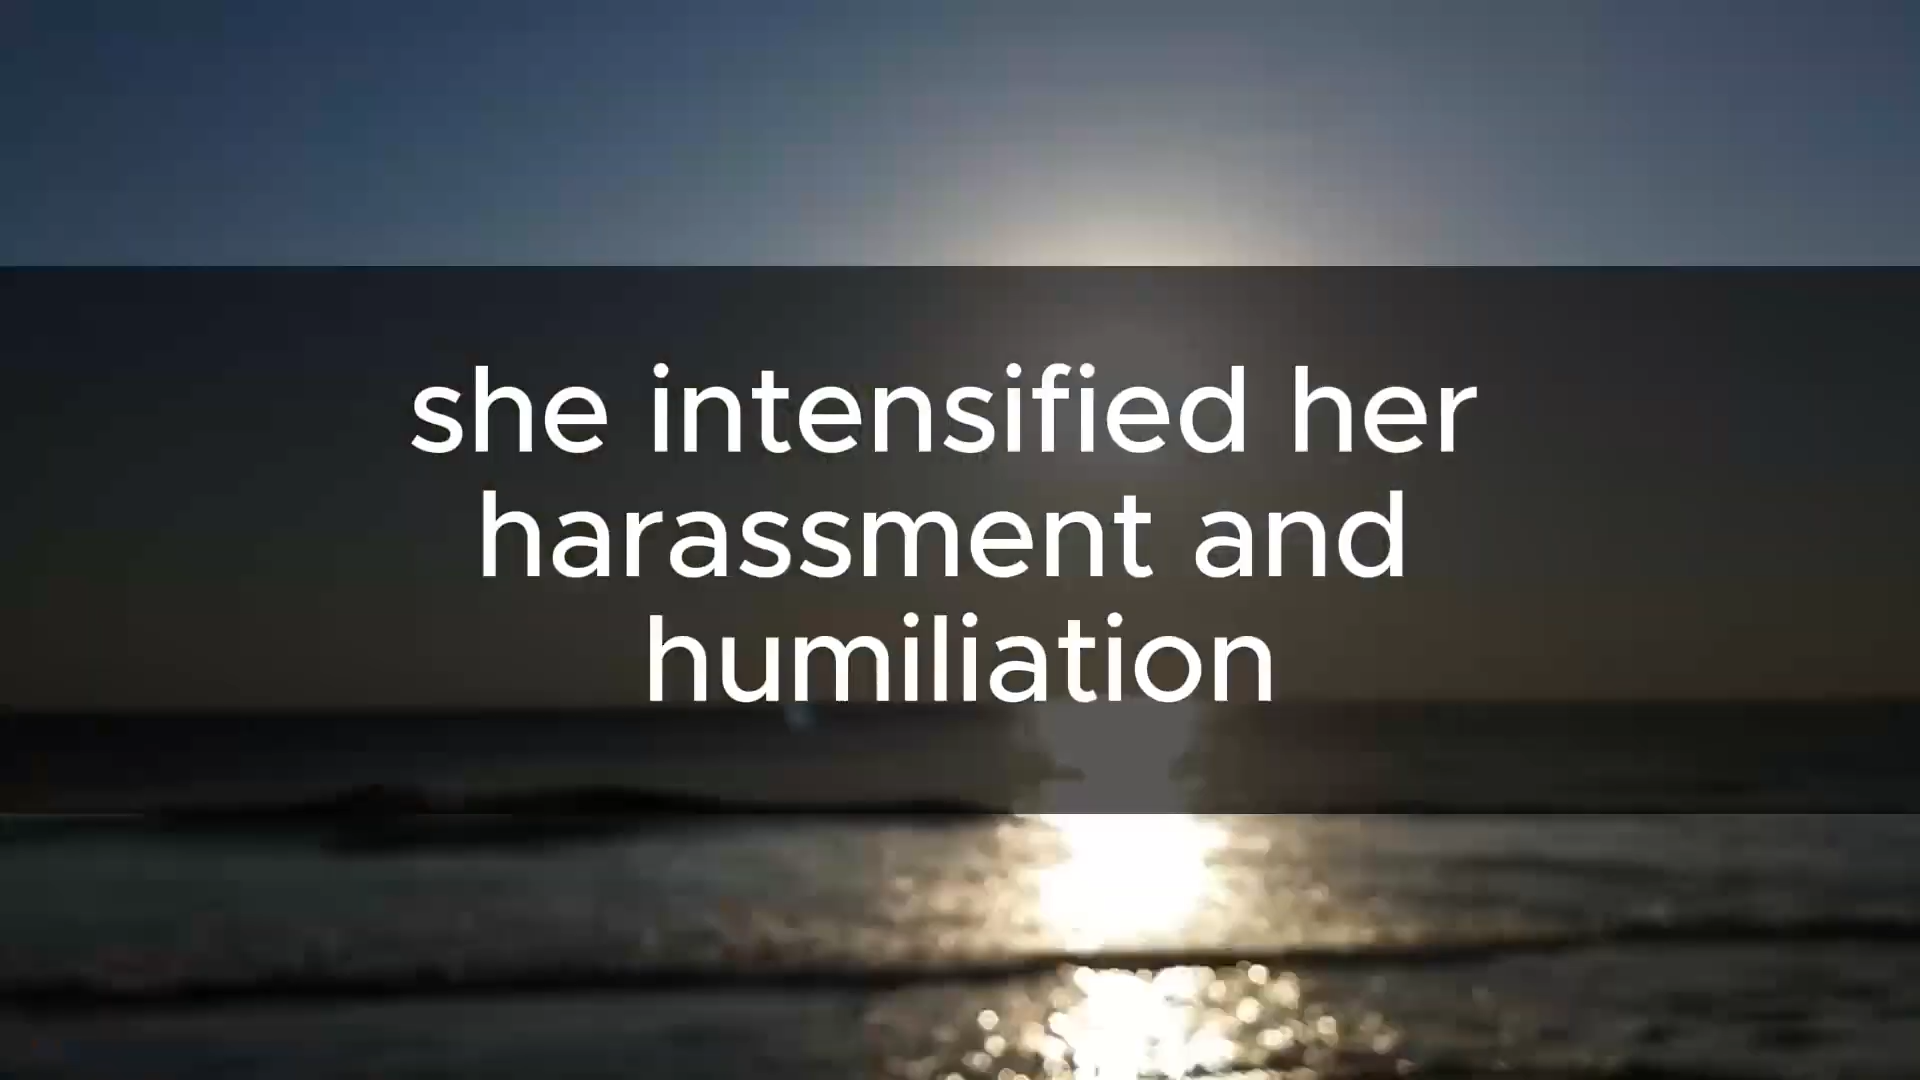 she intensified her
harassment and
humiliation